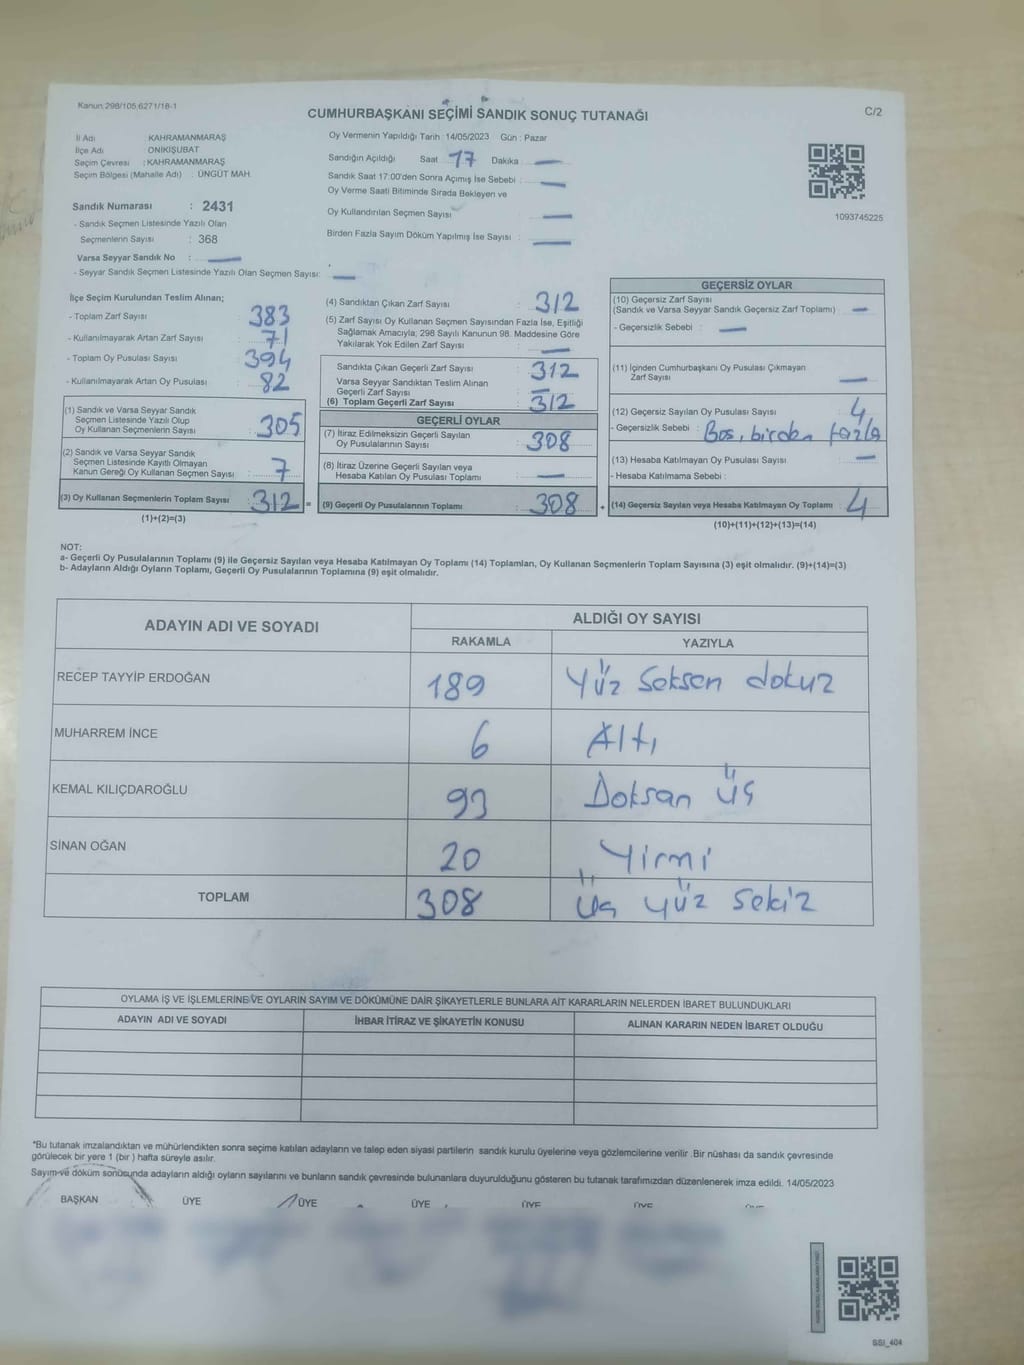 Kanun 298/105 6271/18-1
C/2
CUMHURBAŞKANI SEÇİMİ SANDIK SONUÇ TUTANAĞI
İl Adı KAHRAMANMARAŞ
İlçe Adı ONİKİŞUBAT
Seçim Çevresi : KAHRAMANMARAŞ
Seçim Bölgesi (Mahalle Adı) : ÜNGÜT MAH.
Sandık Numarası : 2431
- Sandık Seçmen Listesinde Yazılı Olan
Seçmenlerin Sayısı : 368
Varsa Seyyar Sandık No : —
- Seyyar Sandık Seçmen Listesinde Yazılı Olan Seçmen Sayısı: —
Oy Vermenin Yapıldığı Tarih :14/05/2023 Gün : Pazar
Sandığın Açıldığı Saat 17 Dakika —
Sandık Saat 17:00'den Sonra Açımış İse Sebebi : —
Oy Verme Saati Bitiminde Sırada Bekleyen ve
Oy Kullandırılan Seçmen Sayısı —
Birden Fazla Sayım Döküm Yapılmış İse Sayısı : —
1093745225
İlçe Seçim Kurulundan Teslim Alınan;
- Toplam Zarf Sayısı 383
- Kullanılmayarak Artan Zarf Sayısı : 71
- Toplam Oy Pusulası Sayısı 394
- Kullanılmayarak Artan Oy Pusulası 82
(1) Sandık ve Varsa Seyyar Sandık
Seçmen Listesinde Yazılı Olup
Oy Kullanan Seçmenlerin Sayısı 305
(2) Sandık ve Varsa Seyyar Sandık
Seçmen Listesinde Kayıtlı Olmayan
Kanun Gereği Oy Kullanan Seçmen Sayısı 7
(3) Oy Kullanan Seçmenlerin Toplam Sayısı : 312 =
(1)+(2)=(3)
(4) Sandıktan Çıkan Zarf Sayısı : 312
(5) Zarf Sayısı Oy Kullanan Seçmen Sayısından Fazla İse, Eşitliği
Sağlamak Amacıyla; 298 Sayılı Kanunun 98. Maddesine Göre
Yakılarak Yok Edilen Zarf Sayısı —
Sandıkta Çıkan Geçerli Zarf Sayısı 312
Varsa Seyyar Sandıktan Teslim Alınan
Geçerli Zarf Sayısı —
(6) Toplam Geçerli Zarf Sayısı 312
GEÇERLİ OYLAR
(7) İtiraz Edilmeksizin Geçerli Sayılan
Oy Pusulalarının Sayısı 308
(8) İtiraz Üzerine Geçerli Sayılan veya
Hesaba Katılan Oy Pusulası Toplamı —
(9) Geçerli Oy Pusulalarının Toplamı 308 +
GEÇERSİZ OYLAR
(10) Geçersiz Zarf Sayısı
(Sandık ve Varsa Seyyar Sandık Geçersiz Zarf Toplamı) —
- Geçersizlik Sebebi : —
(11) İçinden Cumhurbaşkanı Oy Pusulası Çıkmayan
Zarf Sayısı —
(12) Geçersiz Sayılan Oy Pusulası Sayısı 4
- Geçersizlik Sebebi : Bos, birden fazla
(13) Hesaba Katılmayan Oy Pusulası Sayısı —
- Hesaba Katılmama Sebebi :
(14) Geçersiz Sayılan veya Hesaba Katılmayan Oy Toplamı 4
(10)+(11)+(12)+(13)=(14)
NOT:
a- Geçerli Oy Pusulalarının Toplamı (9) ile Geçersiz Sayılan veya Hesaba Katılmayan Oy Toplamı (14) Toplamları, Oy Kullanan Seçmenlerin Toplam Sayısına (3) eşit olmalıdır. (9)+(14)=(3)
b- Adayların Aldığı Oyların Toplamı, Geçerli Oy Pusulalarının Toplamına (9) eşit olmalıdır.
ADAYIN ADI VE SOYADI ALDIĞI OY SAYISI
RAKAMLA YAZIYLA
RECEP TAYYİP ERDOĞAN 189 Yüz Seksen dokuz
MUHARREM İNCE 6 Altı
KEMAL KILIÇDAROĞLU 93 Doksan üç
SİNAN OĞAN 20 Yirmi
TOPLAM 308 Üç yüz sekiz
OYLAMA İŞ VE İŞLEMLERİNE VE OYLARIN SAYIM VE DÖKÜMÜNE DAİR ŞİKAYETLERLE BUNLARA AİT KARARLARIN NELERDEN İBARET BULUNDUKLARI
ADAYIN ADI VE SOYADI İHBAR İTİRAZ VE ŞİKAYETİN KONUSU ALINAN KARARIN NEDEN İBARET OLDUĞU
*Bu tutanak imzalandıktan ve mühürlendikten sonra seçime katılan adayların ve talep eden siyasi partilerin sandık kurulu üyelerine veya gözlemcilerine verilir .Bir nüshası da sandık çevresinde
görülecek bir yere 1 (bir ) hafta süreyle asılır.
Sayım ve döküm sonucunda adayların aldığı oyların sayılarını ve bunların sandık çevresinde bulunanlara duyurulduğunu gösteren bu tutanak tarafımızdan düzenlenerek imza edildi. 14/05/2023
BAŞKAN ÜYE ÜYE ÜYE ÜYE ÜYE
SSI_404